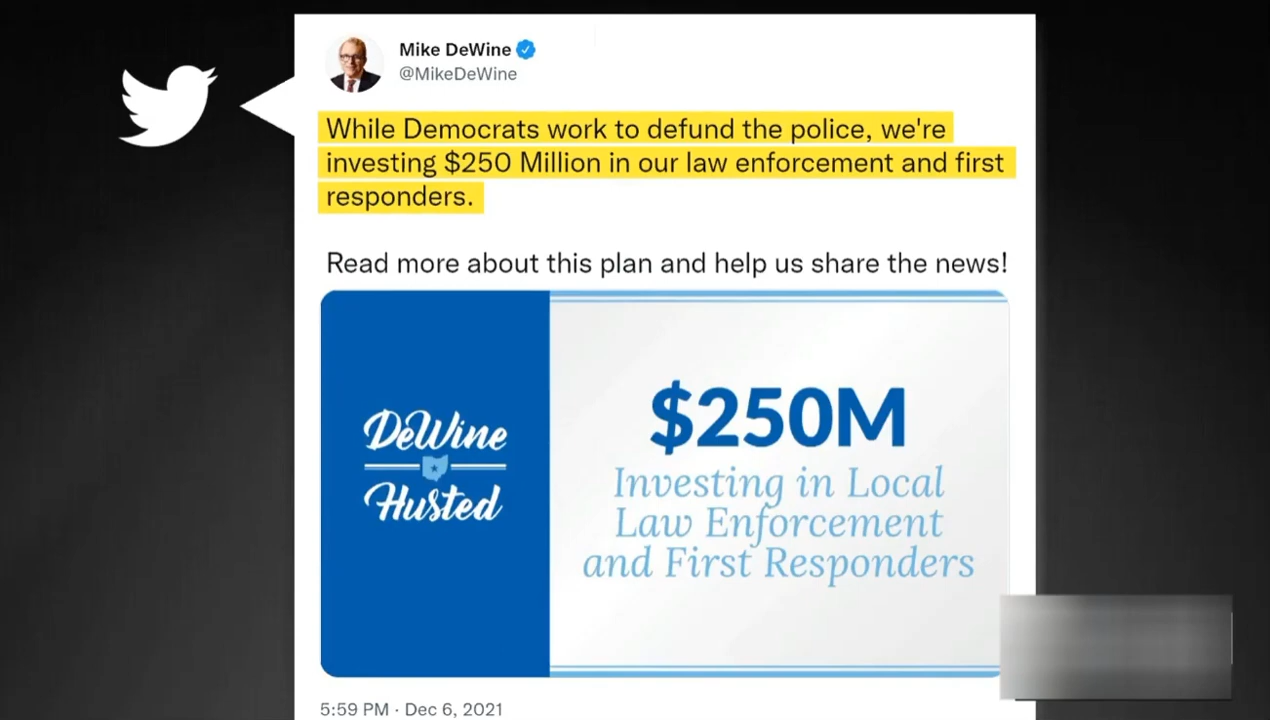 Mike DeWine
@MikeDeWine
While Democrats work to defund the police, we're
investing $250 Million in our law enforcement and first
responders.
Read more about this plan and help us share the news!
DeWine
Husted
$250M
Investing in Local
Law Enforcement
and First Responders
5:59 PM · Dec 6, 2021